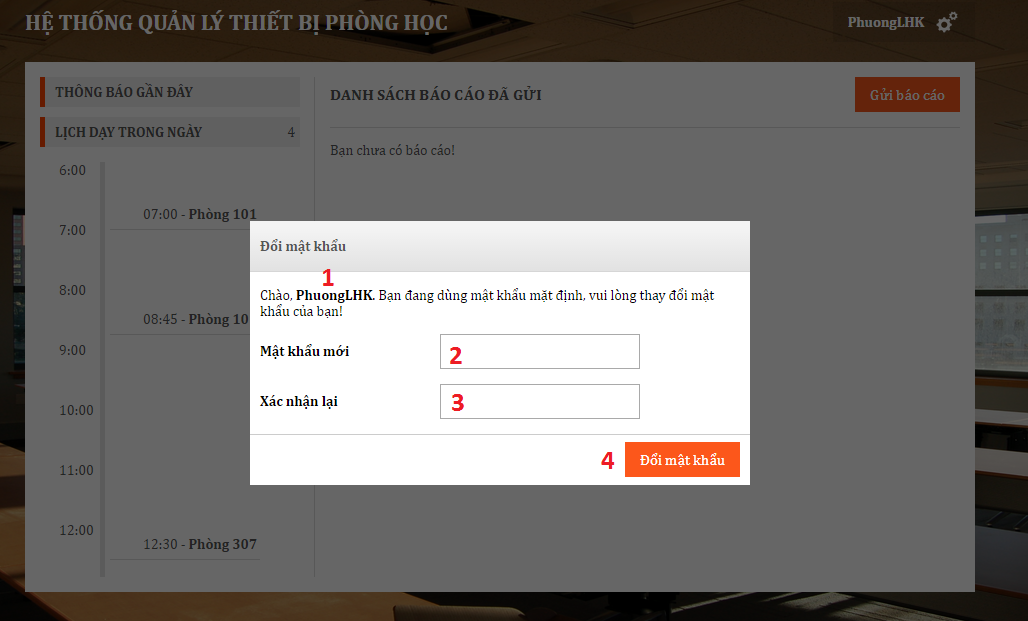 HỆ THỐNG QUẢN LÝ THIẾT BỊ PHÒNG HỌC
PhuongLHK
THÔNG BÁO GẦN ĐÂY
LỊCH DẠY TRONG NGÀY 4
6:00
07:00 - Phòng 101
7:00
8:00
08:45 - Phòng 10
9:00
10:00
11:00
12:00
12:30 - Phòng 307
DANH SÁCH BÁO CÁO ĐÃ GỬI
Gửi báo cáo
Bạn chưa có báo cáo!
Đổi mật khẩu
1
Chào, PhuongLHK. Bạn đang dùng mật khẩu mặt định, vui lòng thay đổi mật
khẩu của bạn!
Mật khẩu mới
2
Xác nhận lại
3
4
Đổi mật khẩu